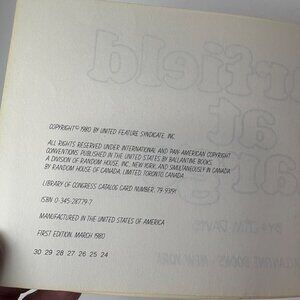 COPYRIGHT © 1980 BY UNITED FEATURE SYNDICATE, INC.
ALL RIGHTS RESERVED UNDER INTERNATIONAL AND PAN-AMERICAN COPYRIGHT
CONVENTIONS. PUBLISHED IN THE UNITED STATES BY BALLANTINE BOOKS,
A DIVISION OF RANDOM HOUSE, INC., NEW YORK, AND SIMULTANEOUSLY IN CANADA
BY RANDOM HOUSE OF CANADA, LIMITED, TORONTO, CANADA.
LIBRARY OF CONGRESS CATALOG CARD NUMBER: 79-93191
ISBN 0-345-28779-7
MANUFACTURED IN THE UNITED STATES OF AMERICA
FIRST EDITION: MARCH 1980
30 29 28 27 26 25 24